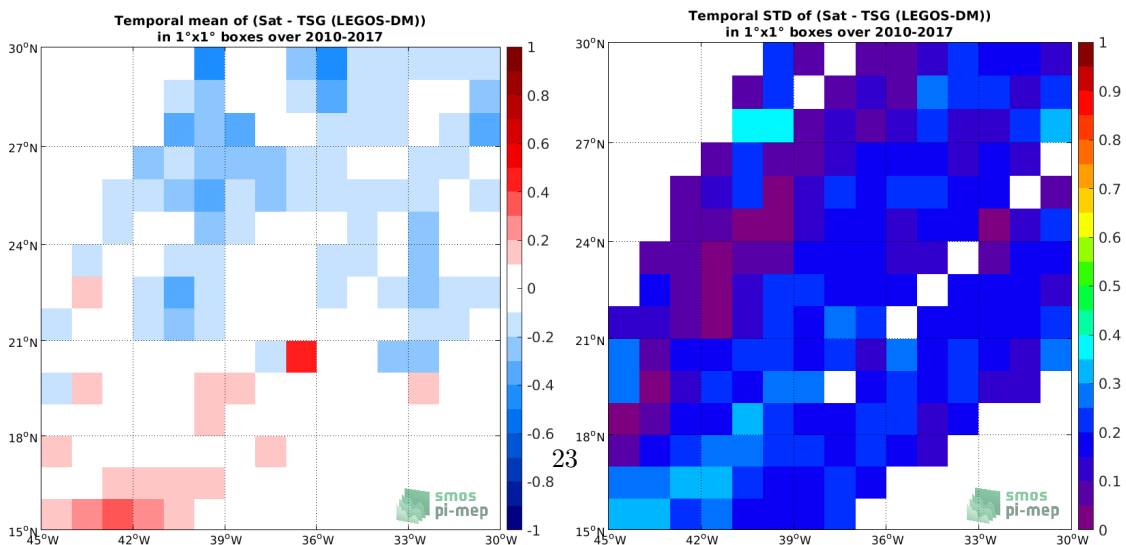 Temporal mean of (Sat - TSG (LEGOS-DM))
in 1°x1° boxes over 2010-2017
30°N
27°N
24°N
21°N
18°N
15°N
45°W
42°W
39°W
36°W
33°W
30°W
1
0.8
0.6
0.4
0.2
0
-0.2
-0.4
-0.6
-0.8
-1
smos
pi-mep
23
Temporal STD of (Sat - TSG (LEGOS-DM))
in 1°x1° boxes over 2010-2017
30°N
27°N
24°N
21°N
18°N
15°N
45°W
42°W
39°W
36°W
33°W
30°W
1
0.9
0.8
0.7
0.6
0.5
0.4
0.3
0.2
0.1
0
smos
pi-mep